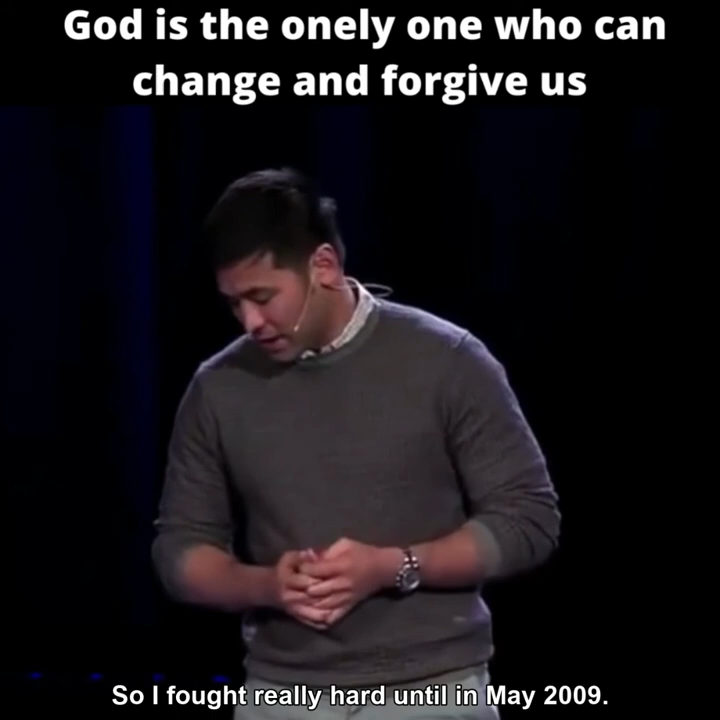 God is the onely one who can
change and forgive us
So I fought really hard until in May 2009.